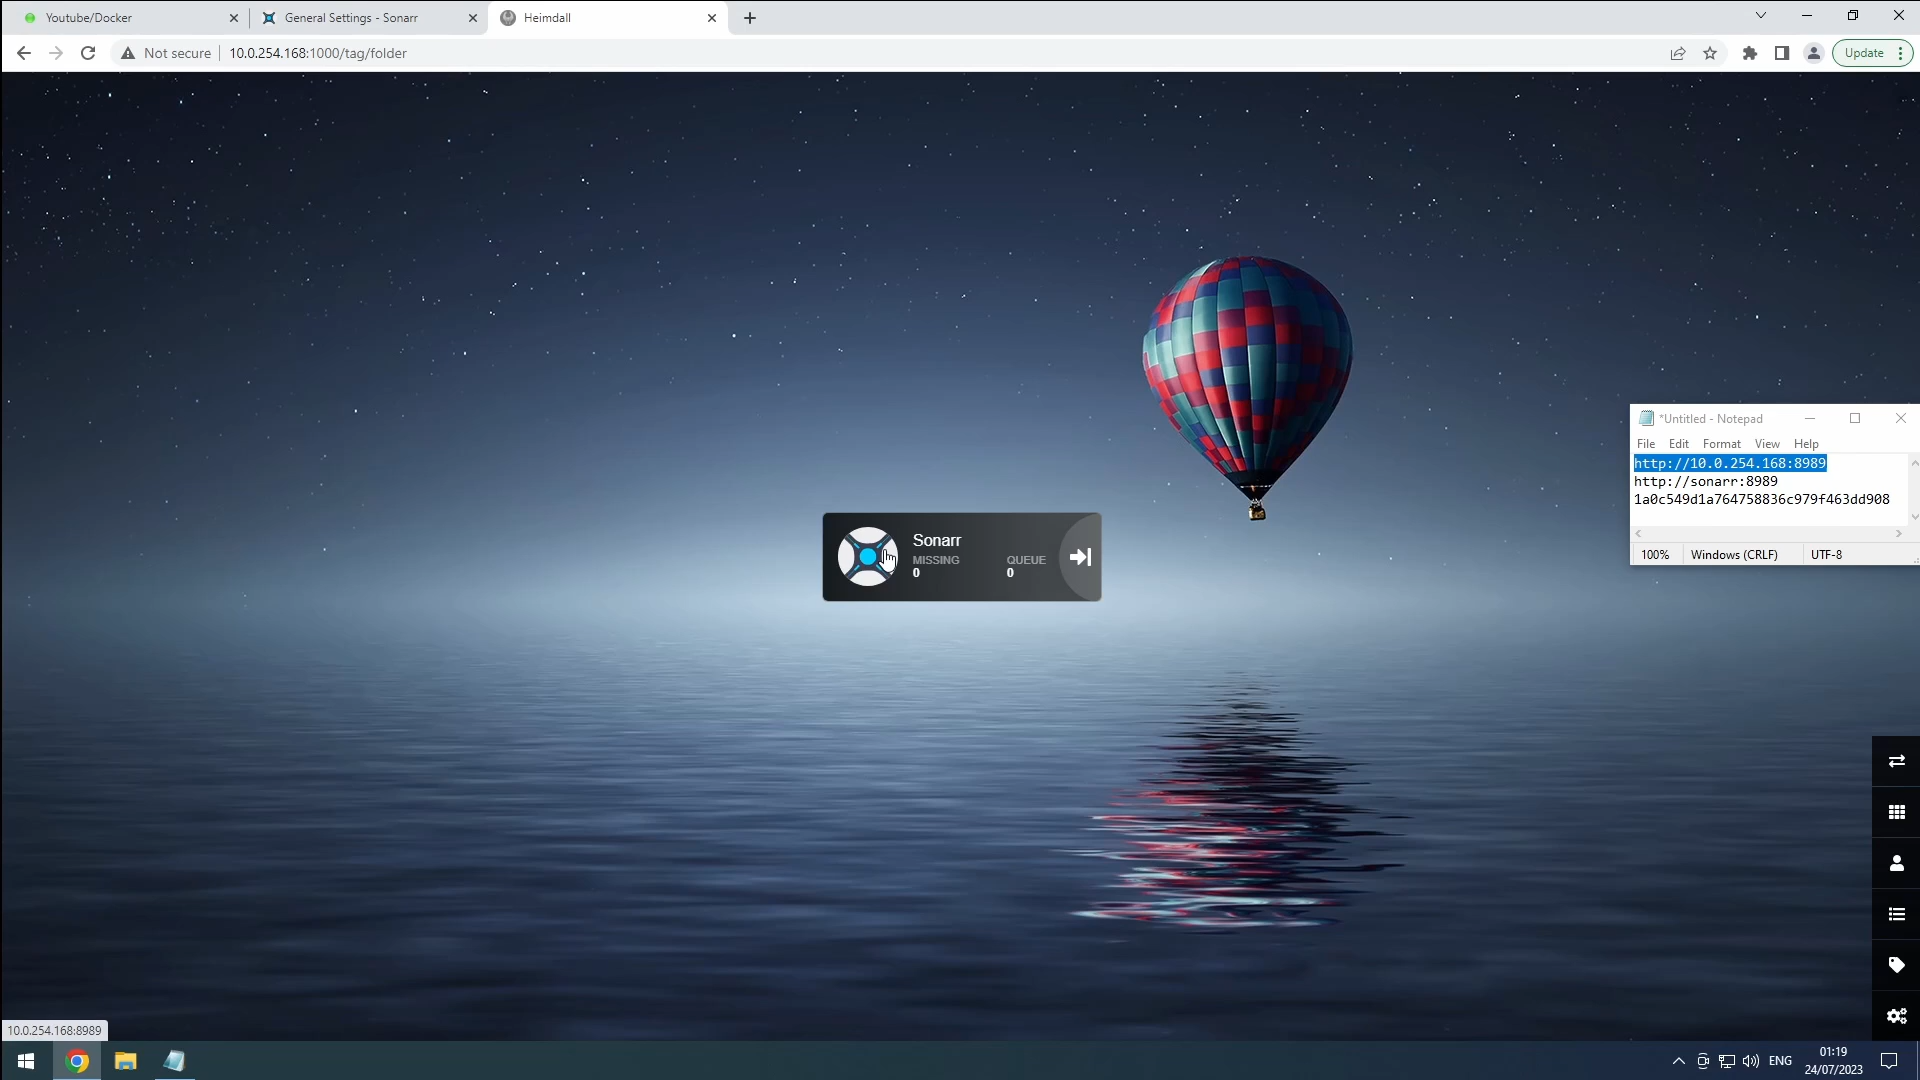 Youtube/Docker
General Settings - Sonarr
Heimdall
Not secure
10.0.254.168:1000/tag/folder
Update
*Untitled - Notepad
File Edit Format View Help
http://10.0.254.168:8989
http://sonarr:8989
1a0c549d1a764758836c979f463dd908
100% Windows (CRLF) UTF-8
Sonarr
MISSING QUEUE
0 0
10.0.254.168:8989
ENG
01:19
24/07/2023